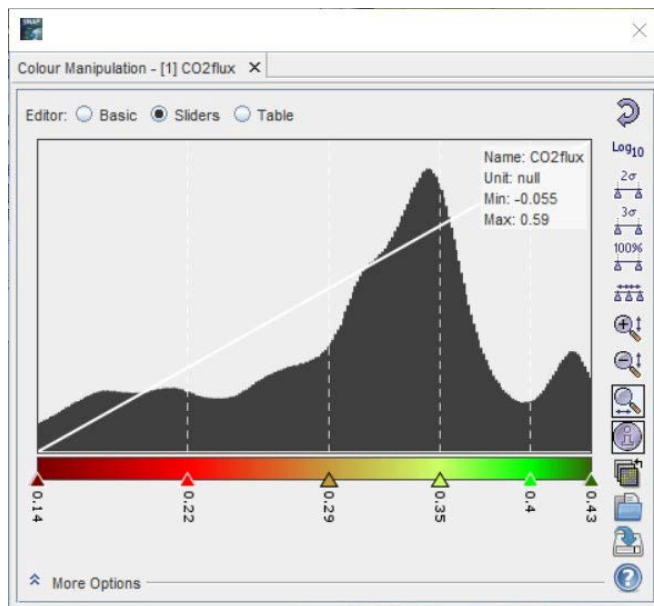 SNAP
Colour Manipulation - [1] CO2flux X
Editor: Basic Sliders Table
Name: CO2flux
Unit: null
Min: -0.055
Max: 0.59
Log10
2σ
3σ
100%
0.14
0.22
0.29
0.35
0.4
0.43
More Options